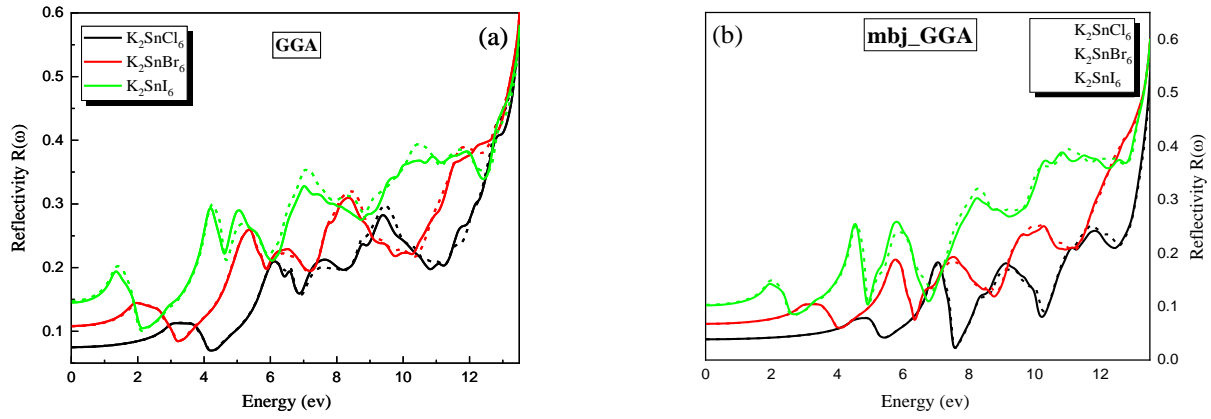 (a)
GGA
K₂SnCl₆
K₂SnBr₆
K₂SnI₆
Reflectivity R(ω)
0.6
0.5
0.4
0.3
0.2
0.1
0 2 4 6 8 10 12
Energy (ev)
(b)
mbj_GGA
K₂SnCl₆
K₂SnBr₆
K₂SnI₆
0.6
0.5
0.4
0.3
0.2
0.1
0.0
Reflectivity R(ω)
0 2 4 6 8 10 12
Energy (ev)